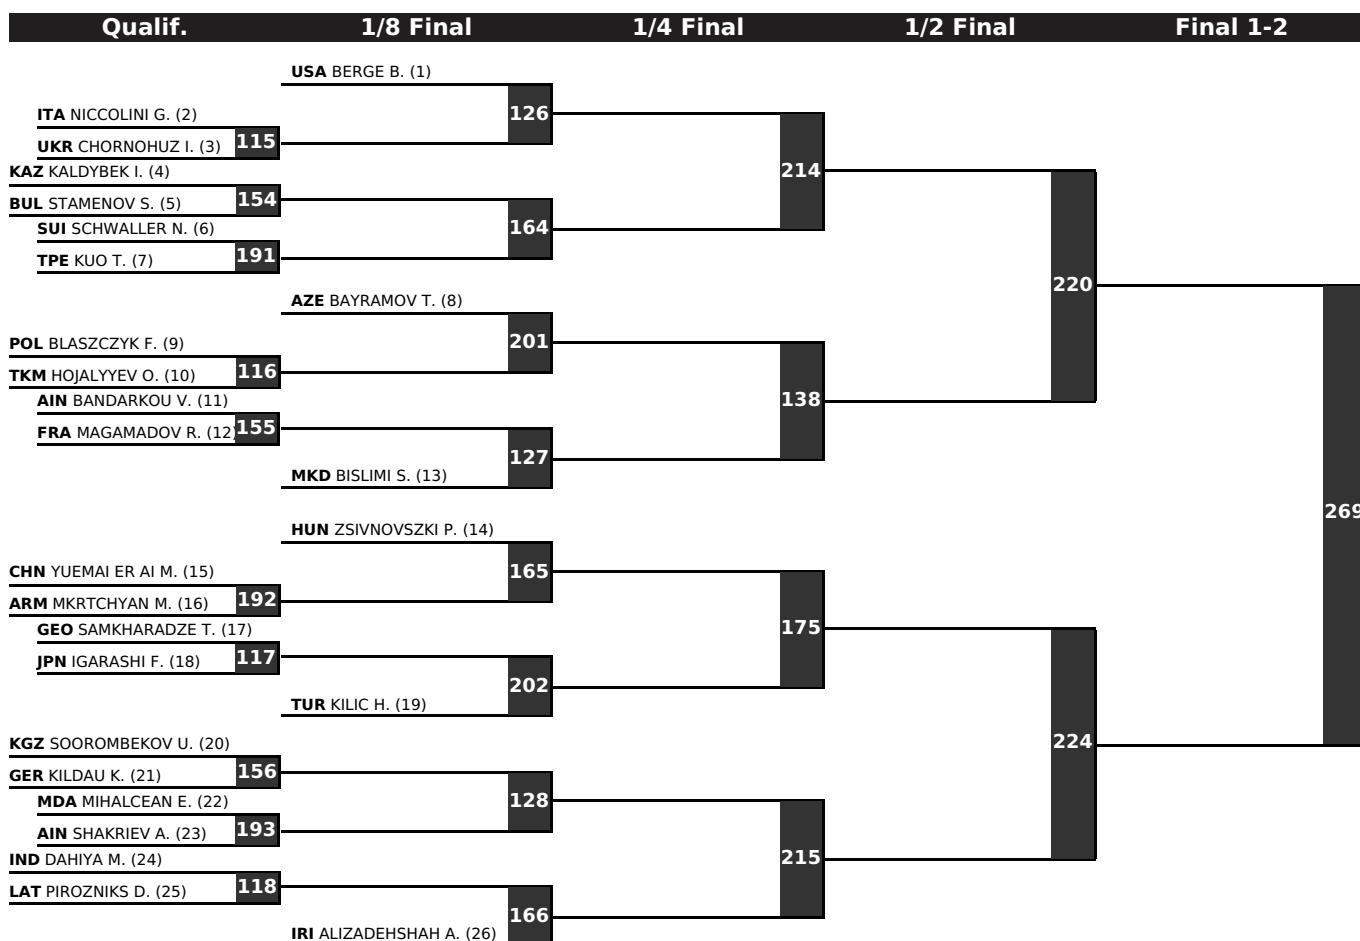 Qualif. 1/8 Final 1/4 Final 1/2 Final Final 1-2
USA BERGE B. (1)
ITA NICCOLINI G. (2)
126
UKR CHORNOHUZ I. (3) 115
KAZ KALDYBEK I. (4)
214
BUL STAMENOV S. (5) 154
SUI SCHWALLER N. (6)
164
TPE KUO T. (7) 191
220
AZE BAYRAMOV T. (8)
POL BLASZCZYK F. (9)
201
TKM HOJALYYEV O. (10) 116
AIN BANDARKOU V. (11)
138
FRA MAGAMADOV R. (12) 155
127
MKD BISLIMI S. (13)
269
HUN ZSIVNOVSZKI P. (14)
CHN YUEMAI ER AI M. (15)
165
ARM MKRTCHYAN M. (16) 192
GEO SAMKHARADZE T. (17)
175
JPN IGARASHI F. (18) 117
202
TUR KILIC H. (19)
KGZ SOOROMBEKOV U. (20)
224
GER KILDAU K. (21) 156
MDA MIHALCEAN E. (22)
128
AIN SHAKRIEV A. (23) 193
IND DAHIYA M. (24)
215
LAT PIROZNIKS D. (25) 118
166
IRI ALIZADEHSHAH A. (26)